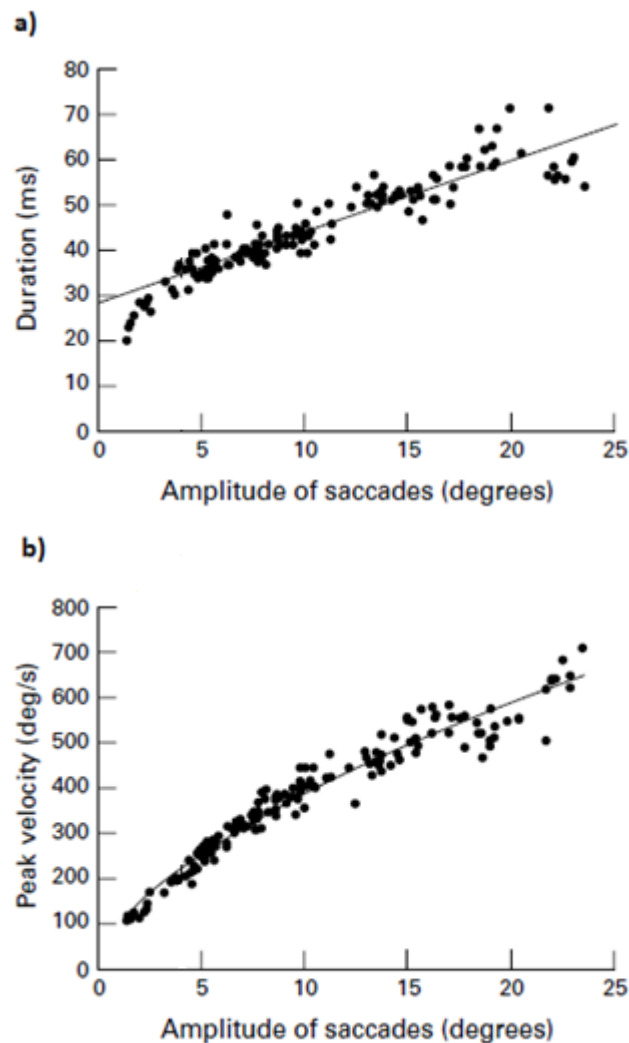 a)
80
70
60
50
40
30
20
10
0
Duration (ms)
0 5 10 15 20 25
Amplitude of saccades (degrees)
b)
800
700
600
500
400
300
200
100
0
Peak velocity (deg/s)
0 5 10 15 20 25
Amplitude of saccades (degrees)